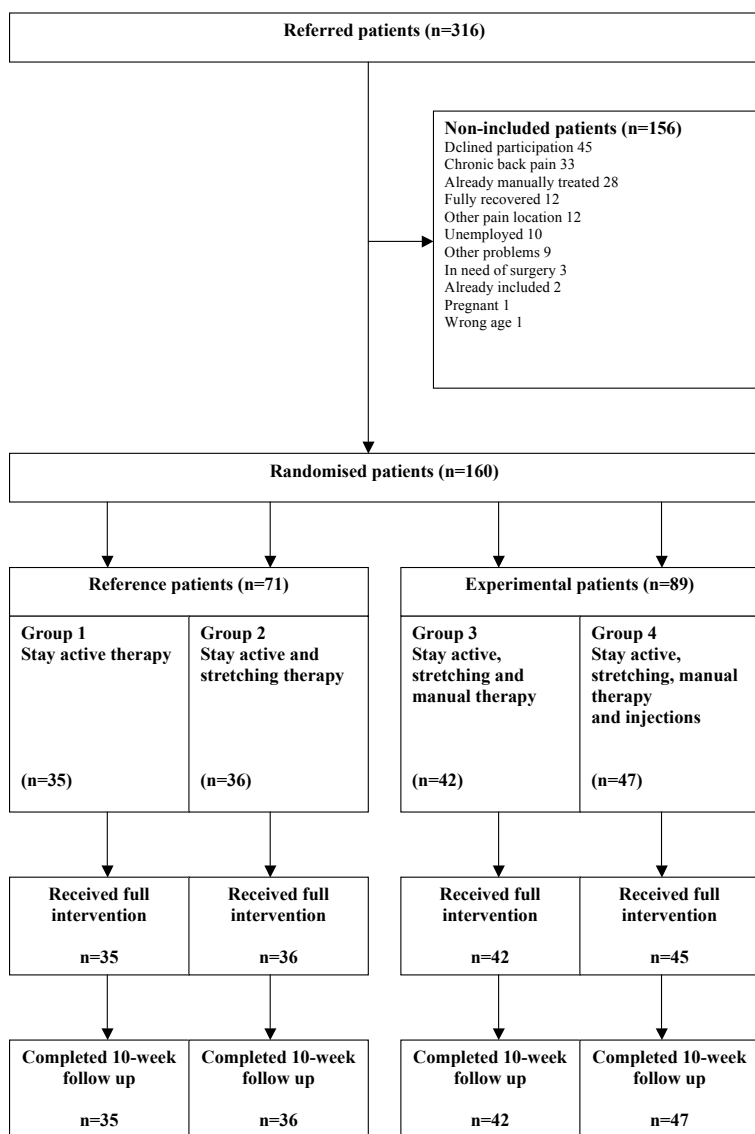 Referred patients (n=316)
Non-included patients (n=156)
Dclined participation 45
Chronic back pain 33
Already manually treated 28
Fully recovered 12
Other pain location 12
Unemployed 10
Other problems 9
In need of surgery 3
Already included 2
Pregnant 1
Wrong age 1
Randomised patients (n=160)
Reference patients (n=71)
Experimental patients (n=89)
Group 1
Stay active therapy
(n=35)
Group 2
Stay active and
stretching therapy
(n=36)
Group 3
Stay active,
stretching and
manual therapy
(n=42)
Group 4
Stay active,
stretching, manual
therapy
and injections
(n=47)
Received full
intervention
n=35
Received full
intervention
n=36
Received full
intervention
n=42
Received full
intervention
n=45
Completed 10-week
follow up
n=35
Completed 10-week
follow up
n=36
Completed 10-week
follow up
n=42
Completed 10-week
follow up
n=47